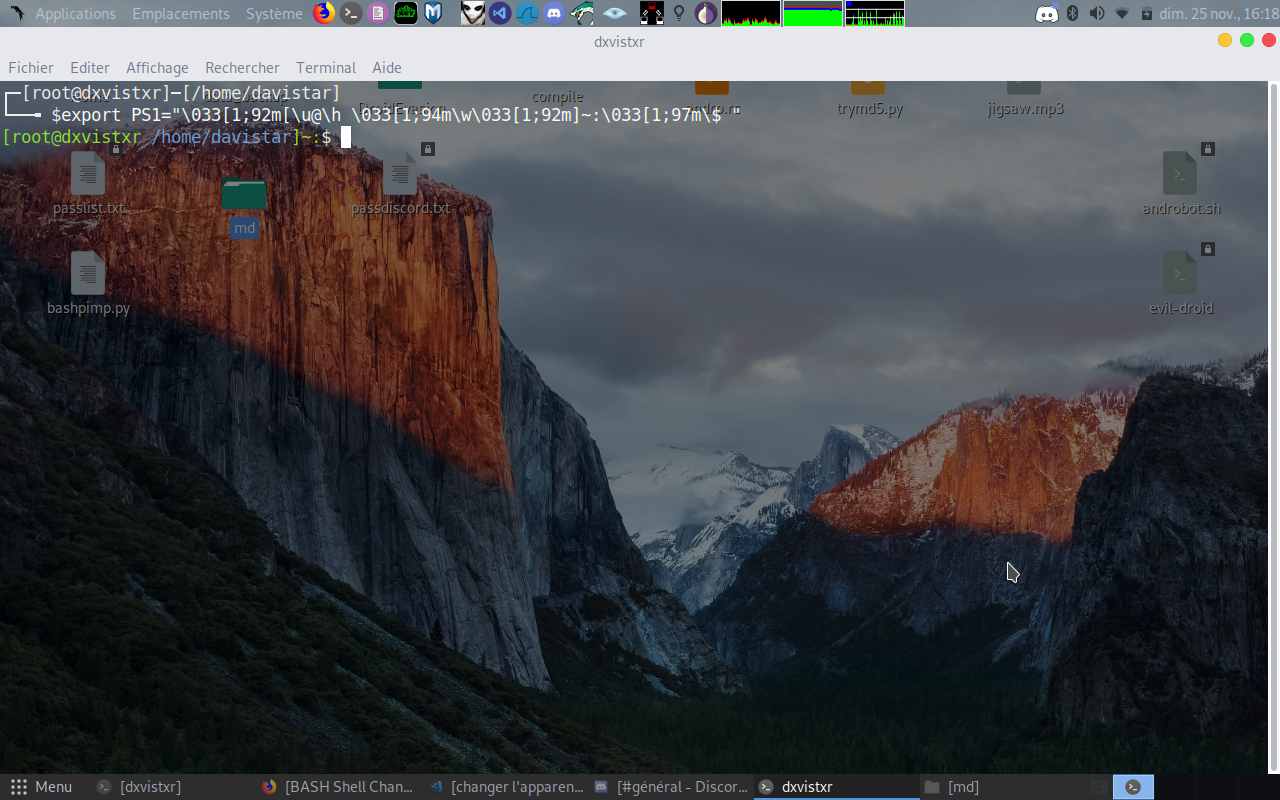 Applications Emplacements Système dim. 25 nov., 16:18
dxvistxr
Fichier Editer Affichage Rechercher Terminal Aide
[root@dxvistxr]─[/home/davistar]
$export PS1="\033[1;92m[\u@\h \033[1;94m\w\033[1;92m]~:\033[1;97m\$ "
[root@dxvistxr /home/davistar]~:$
compile
trymd5.py
jigsaw.mp3
passlist.txt
md
passdiscord.txt
androbot.sh
bashpimp.py
evil-droid
Menu [dxvistxr] [BASH Shell Chan... [changer l'apparen... [#général - Discor... dxvistxr [md]